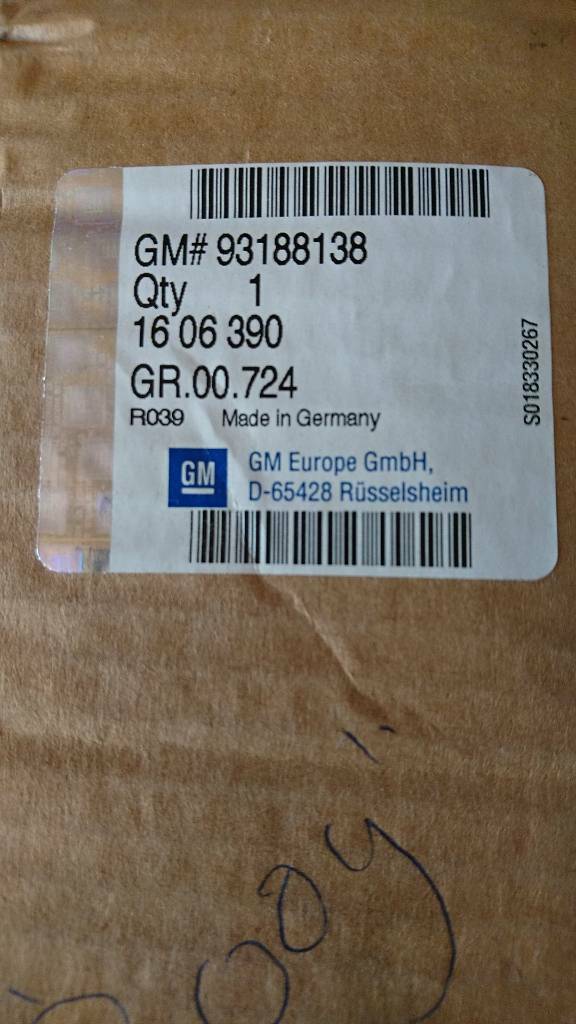 GM# 93188138
Qty 1
16 06 390
GR.00.724
R039 Made in Germany
S018330267
GM
GM Europe GmbH,
D-65428 Rüsselsheim